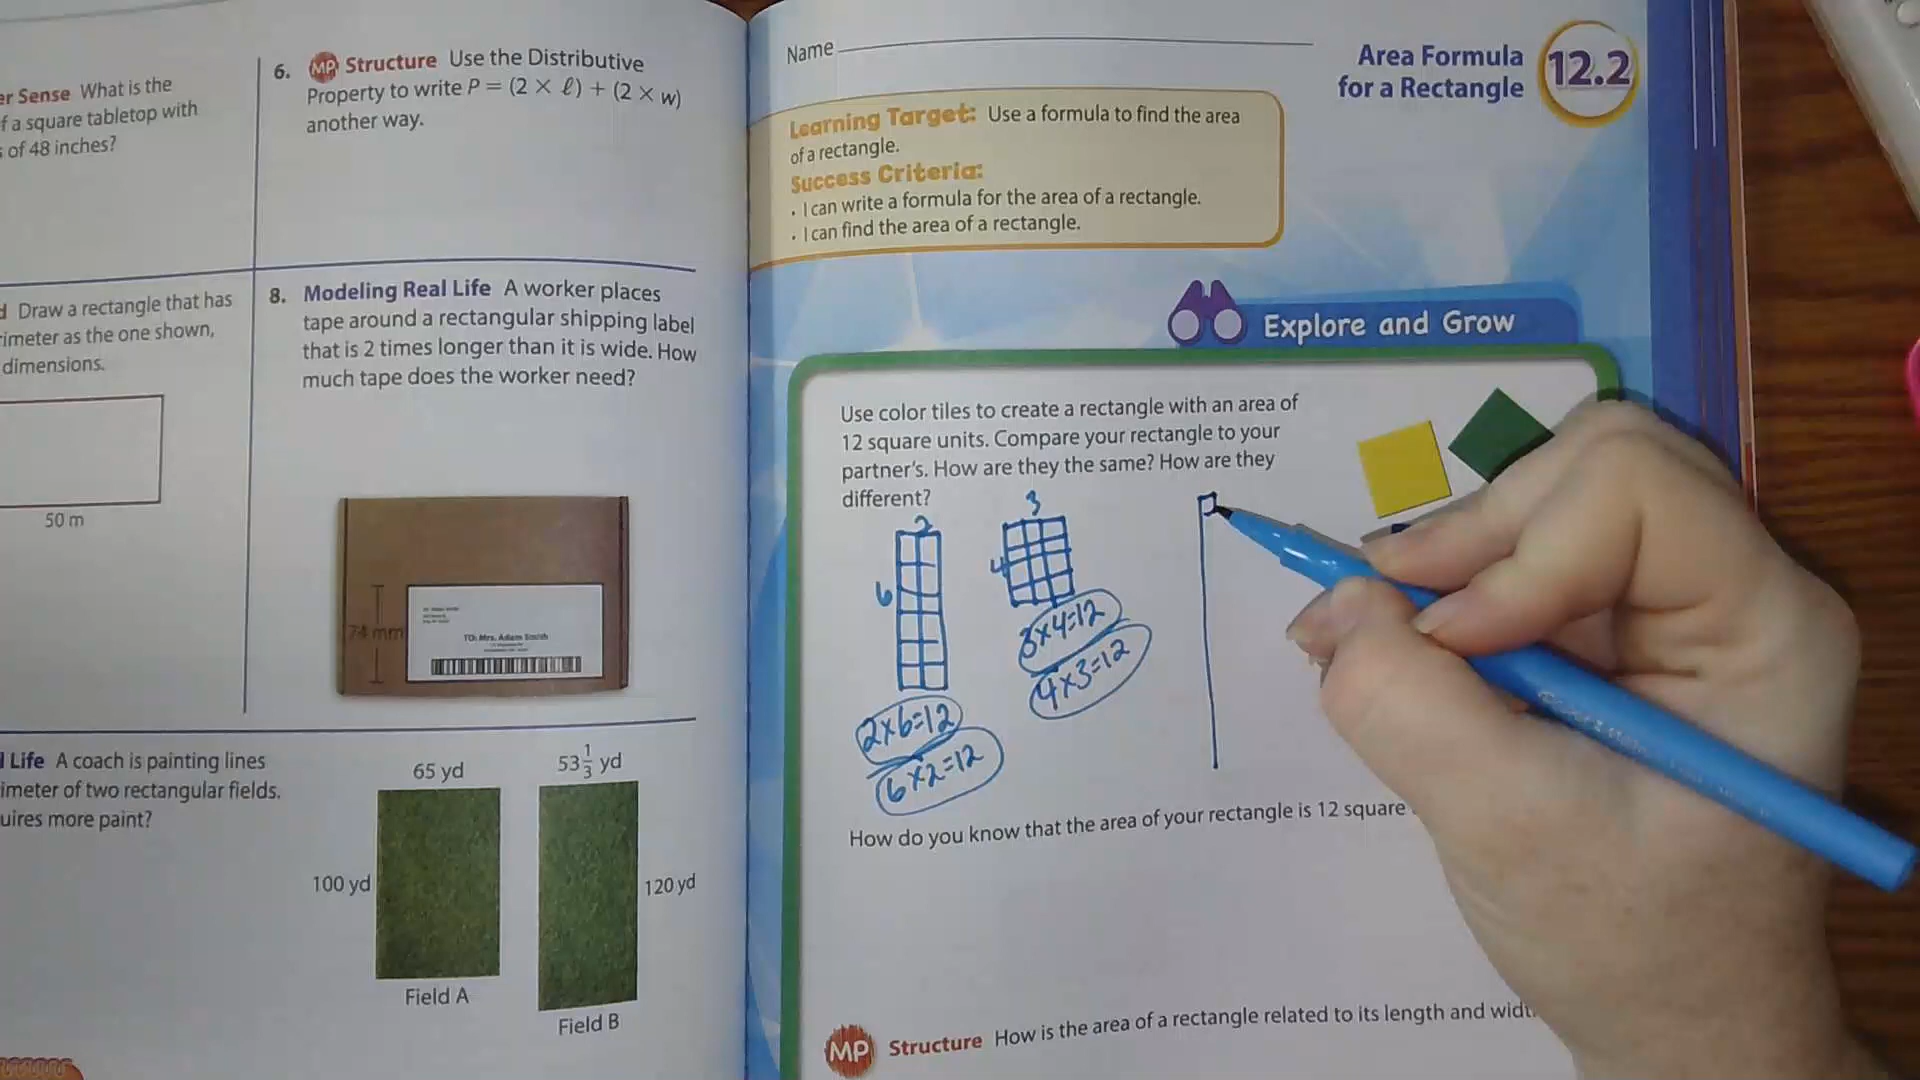 er Sense What is the
f a square tabletop with
of 48 inches?
6. MP Structure Use the Distributive
Property to write P = (2 × ℓ) + (2 × w)
another way.
Draw a rectangle that has
imeter as the one shown,
dimensions.
50 m
8. Modeling Real Life A worker places
tape around a rectangular shipping label
that is 2 times longer than it is wide. How
much tape does the worker need?
74 mm
TO: Mrs. Adam Smith
l Life A coach is painting lines
imeter of two rectangular fields.
uires more paint?
65 yd
53 1/3 yd
100 yd
120 yd
Field A
Field B
Name
Area Formula
for a Rectangle
12.2
Learning Target: Use a formula to find the area
of a rectangle.
Success Criteria:
• I can write a formula for the area of a rectangle.
• I can find the area of a rectangle.
Explore and Grow
Use color tiles to create a rectangle with an area of
12 square units. Compare your rectangle to your
partner's. How are they the same? How are they
different?
2
6
2×6=12
6×2=12
3
4
3×4=12
4×3=12
How do you know that the area of your rectangle is 12 square
MP Structure How is the area of a rectangle related to its length and widt